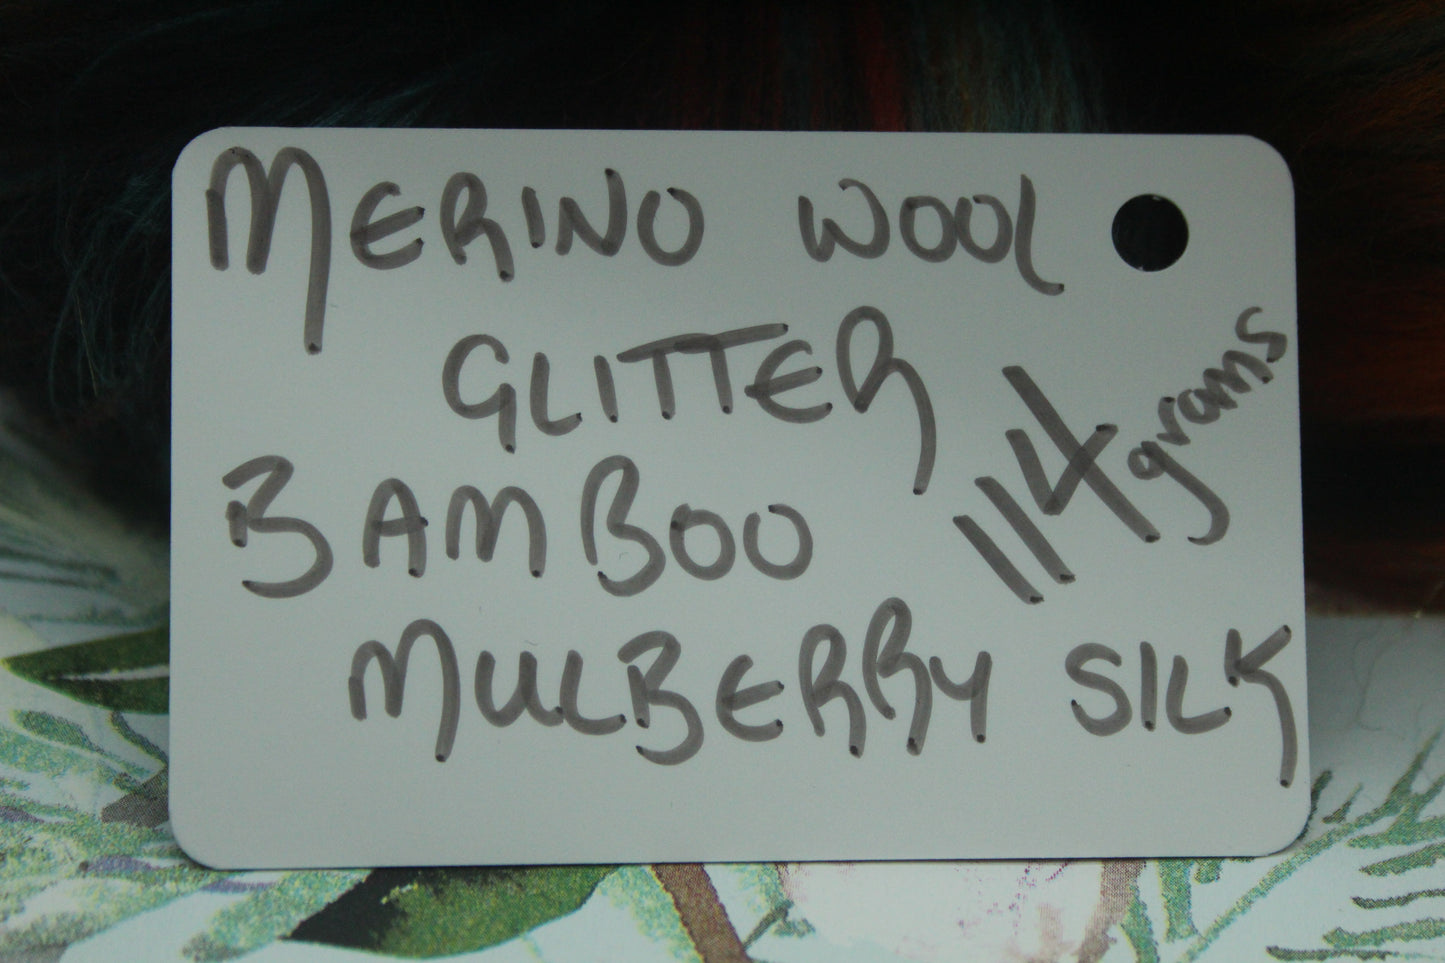 MERINO WOOL
GLITTER
114 grams
BAMBOO
MULBERRY SILK